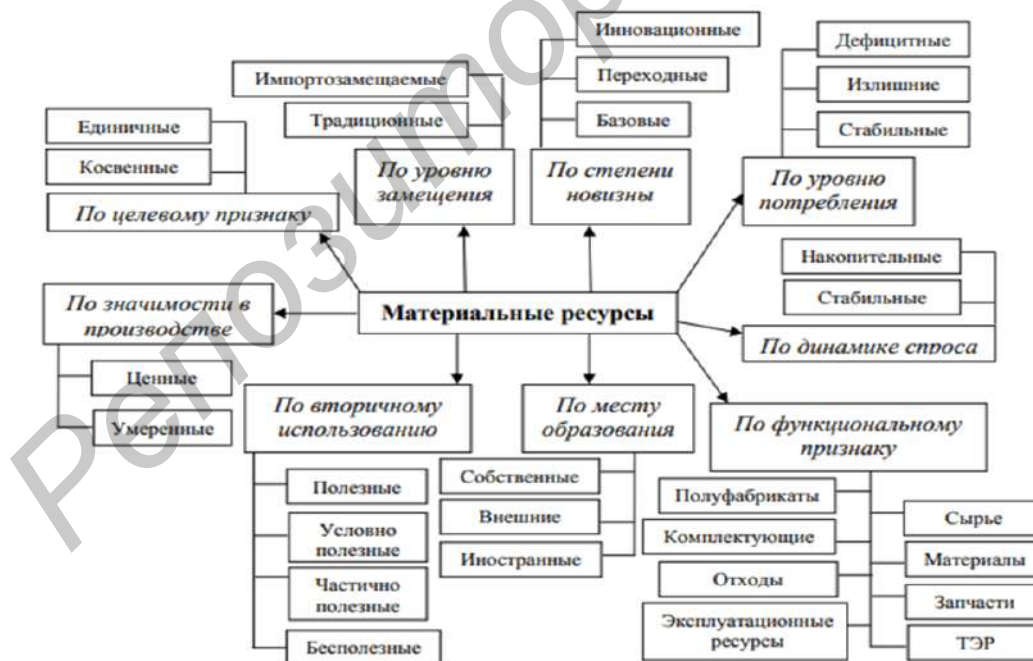 Инновационные
Переходные
Базовые
Дефицитные
Излишние
Стабильные
Импортозамещаемые
Традиционные
Единичные
Косвенные
По целевому признаку
По уровню
замещения
По степени
новизны
По уровню
потребления
Накопительные
Стабильные
По динамике спроса
По значимости в
производстве
Ценные
Умеренные
Материальные ресурсы
По вторичному
использованию
Полезные
Условно
полезные
Частично
полезные
Бесполезные
По месту
образования
Собственные
Внешние
Иностранные
По функциональному
признаку
Полуфабрикаты
Комплектующие
Отходы
Эксплуатационные
ресурсы
Сырье
Материалы
Запчасти
ТЭР